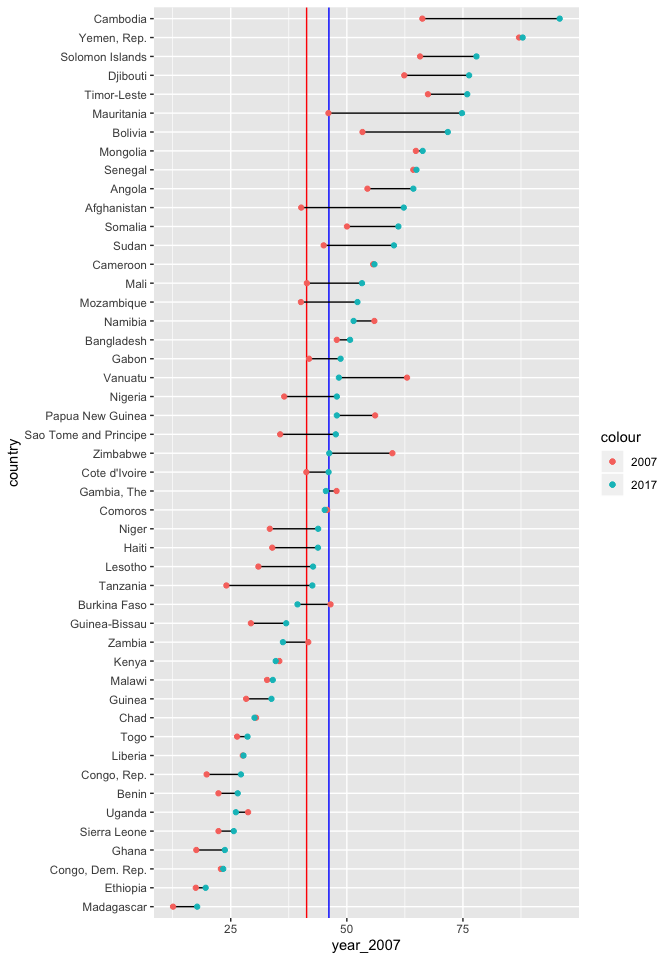 Cambodia
Yemen, Rep.
Solomon Islands
Djibouti
Timor-Leste
Mauritania
Bolivia
Mongolia
Senegal
Angola
Afghanistan
Somalia
Sudan
Cameroon
Mali
Mozambique
Namibia
Bangladesh
Gabon
Vanuatu
Nigeria
Papua New Guinea
Sao Tome and Principe
Zimbabwe
Cote d'Ivoire
Gambia, The
Comoros
Niger
Haiti
Lesotho
Tanzania
Burkina Faso
Guinea-Bissau
Zambia
Kenya
Malawi
Guinea
Chad
Togo
Liberia
Congo, Rep.
Benin
Uganda
Sierra Leone
Ghana
Congo, Dem. Rep.
Ethiopia
Madagascar
country
25 50 75
year_2007
colour
2007
2017